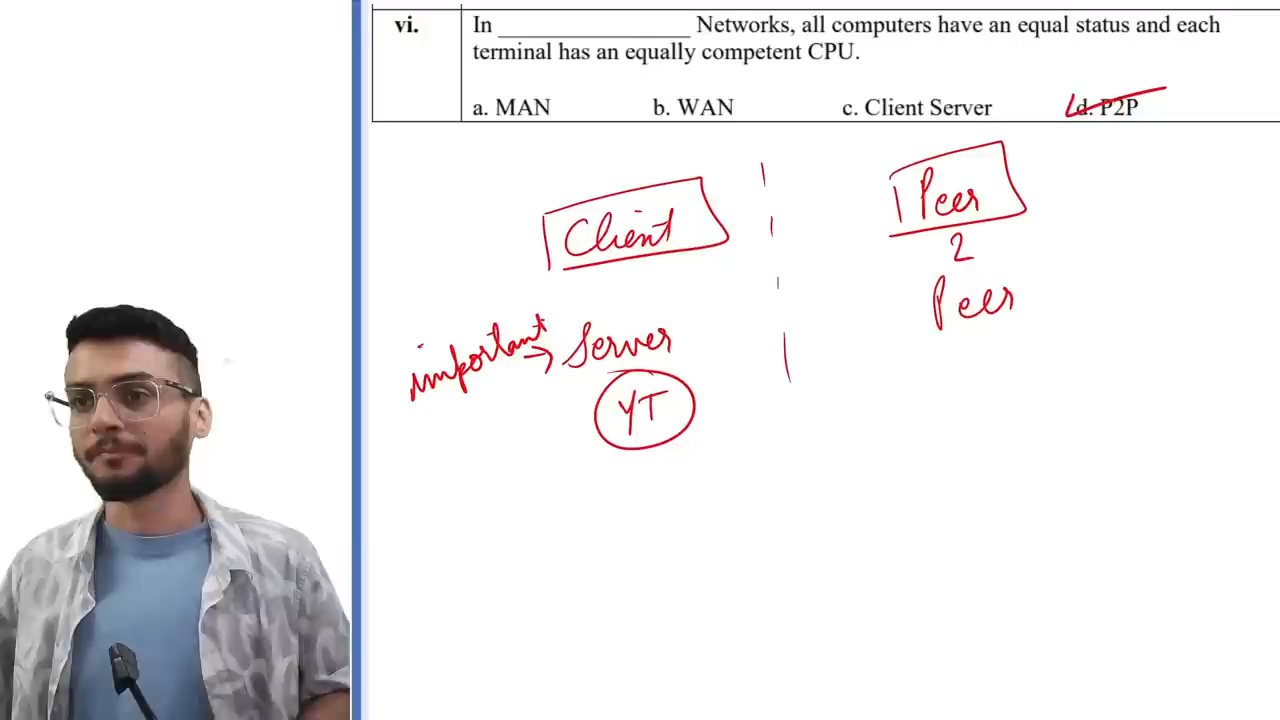 vi. In ________________ Networks, all computers have an equal status and each
terminal has an equally competent CPU.
a. MAN b. WAN c. Client Server d. P2P
Client
Peer
2
Peer
important → Server
YT